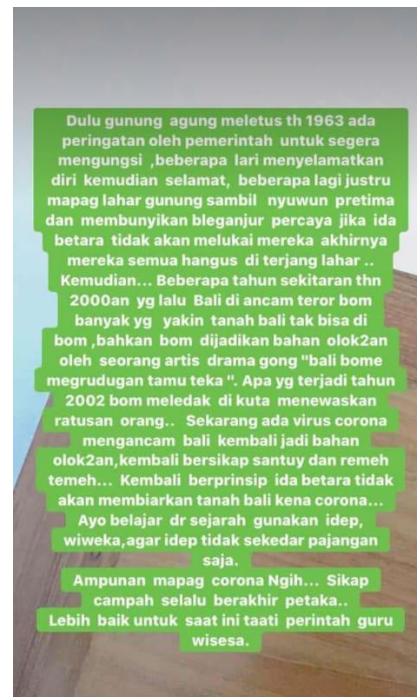 Dulu gunung agung meletus th 1963 ada
peringatan oleh pemerintah untuk segera
mengungsi ,beberapa lari menyelamatkan
diri kemudian selamat, beberapa lagi justru
mapag lahar gunung sambil nyuwun pretima
dan membunyikan bleganjur percaya jika ida
betara tidak akan melukai mereka akhirnya
mereka semua hangus di terjang lahar ..
Kemudian... Beberapa tahun sekitaran thn
2000an yg lalu Bali di ancam teror bom
banyak yg yakin tanah bali tak bisa di
bom ,bahkan bom dijadikan bahan olok2an
oleh seorang artis drama gong "bali bome
megrudugan tamu teka ". Apa yg terjadi tahun
2002 bom meledak di kuta menewaskan
ratusan orang.. Sekarang ada virus corona
mengancam bali kembali jadi bahan
olok2an,kembali bersikap santuy dan remeh
temeh... Kembali berprinsip ida betara tidak
akan membiarkan tanah bali kena corona...
Ayo belajar dr sejarah gunakan idep,
wiweka,agar idep tidak sekedar pajangan
saja.
Ampunan mapag corona Ngih... Sikap
campah selalu berakhir petaka..
Lebih baik untuk saat ini taati perintah guru
wisesa.